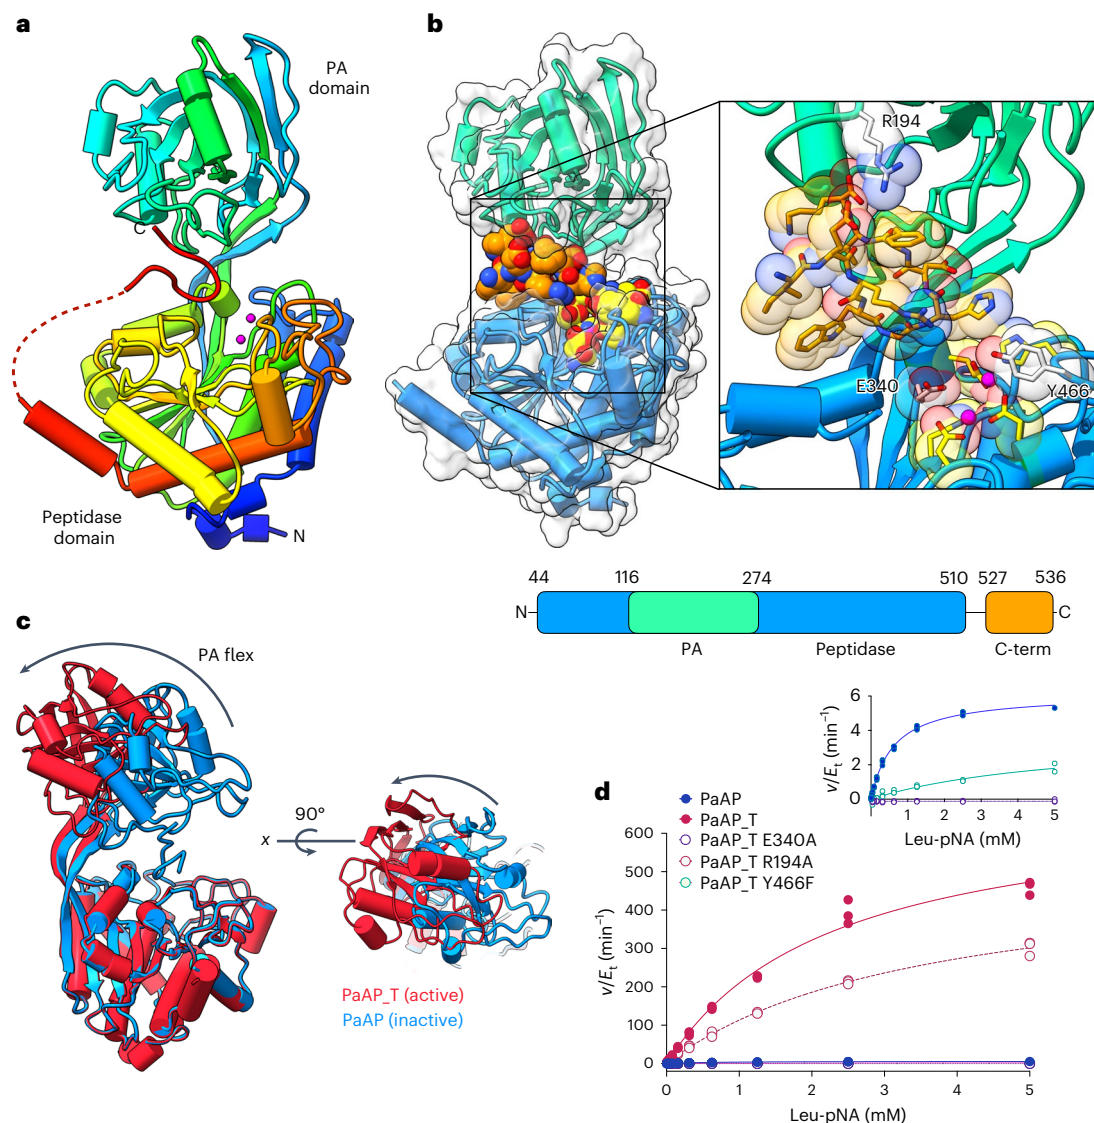 a
PA
domain
C
Peptidase
domain
N
b
R194
E340
Y466
44 116 274 510 527 536
N C
PA Peptidase C-term
c
PA flex
x 90°
PaAP_T (active)
PaAP (inactive)
d
PaAP
PaAP_T
PaAP_T E340A
PaAP_T R194A
PaAP_T Y466F
v/Et (min−1)
6
4
2
0
1 2 3 4 5
Leu-pNA (mM)
v/Et (min−1)
600
500
400
300
200
100
0
0 1 2 3 4 5
Leu-pNA (mM)